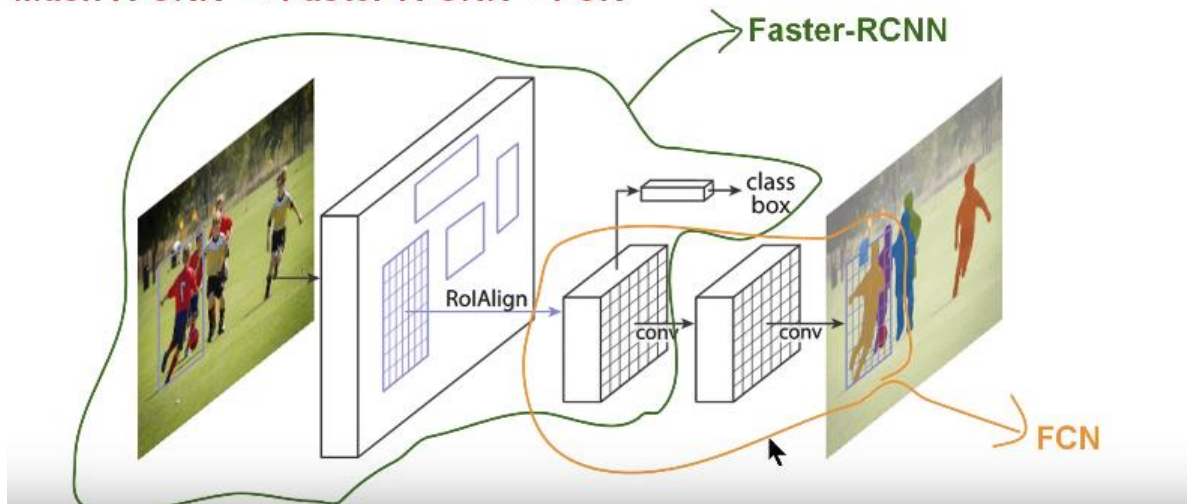 Faster-RCNN
class
box
RoIAlign
conv
conv
FCN